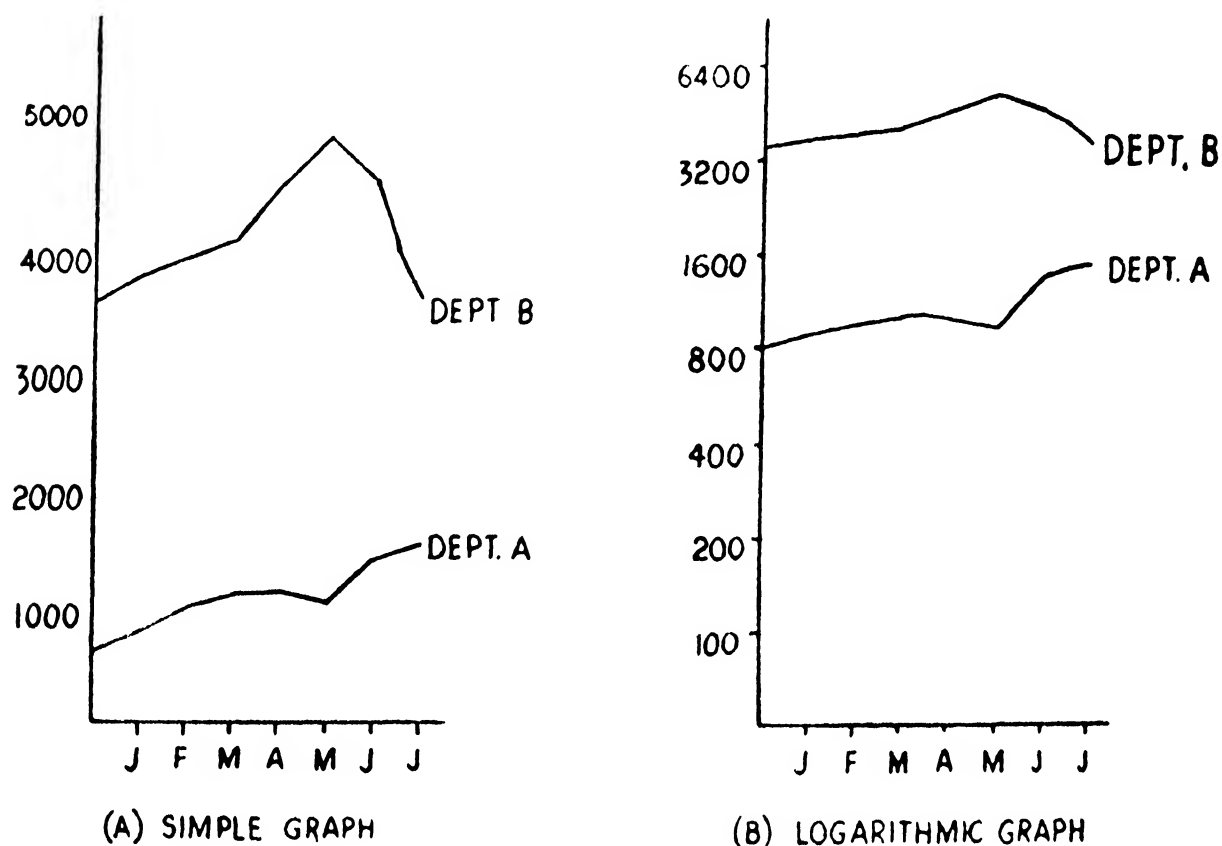 5000
4000
3000
2000
1000
DEPT B
DEPT. A
J F M A M J J
(A) SIMPLE GRAPH
6400
3200
1600
800
400
200
100
DEPT. B
DEPT. A
J F M A M J J
(B) LOGARITHMIC GRAPH